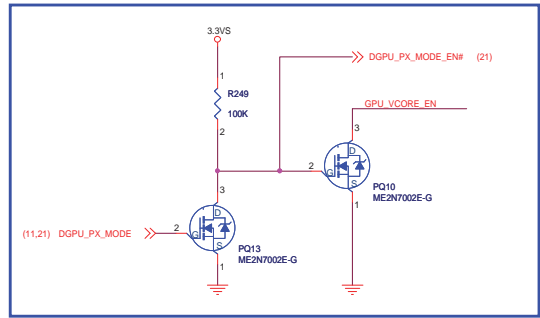 3.3VS
1
R249
100K
2
DGPU_PX_MODE_EN# (21)
GPU_VCORE_EN
3
D
2
G
S
PQ10
ME2N7002E-G
1
3
D
(11,21) DGPU_PX_MODE
2
G
S
PQ13
ME2N7002E-G
1